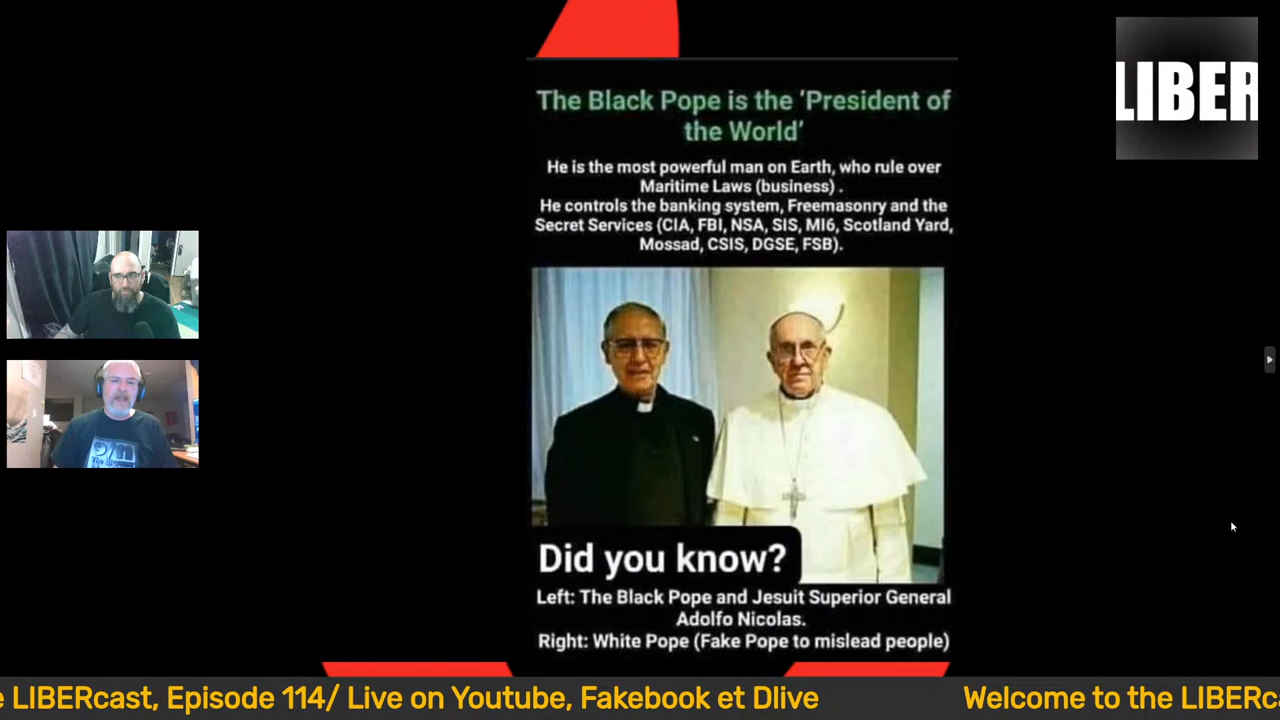 LIBER
The Black Pope is the ‘President of
the World’
He is the most powerful man on Earth, who rule over
Maritime Laws (business) .
He controls the banking system, Freemasonry and the
Secret Services (CIA, FBI, NSA, SIS, MI6, Scotland Yard,
Mossad, CSIS, DGSE, FSB).
Did you know?
Left: The Black Pope and Jesuit Superior General
Adolfo Nicolas.
Right: White Pope (Fake Pope to mislead people)
e LIBERcast, Episode 114/ Live on Youtube, Fakebook et Dlive Welcome to the LIBERc